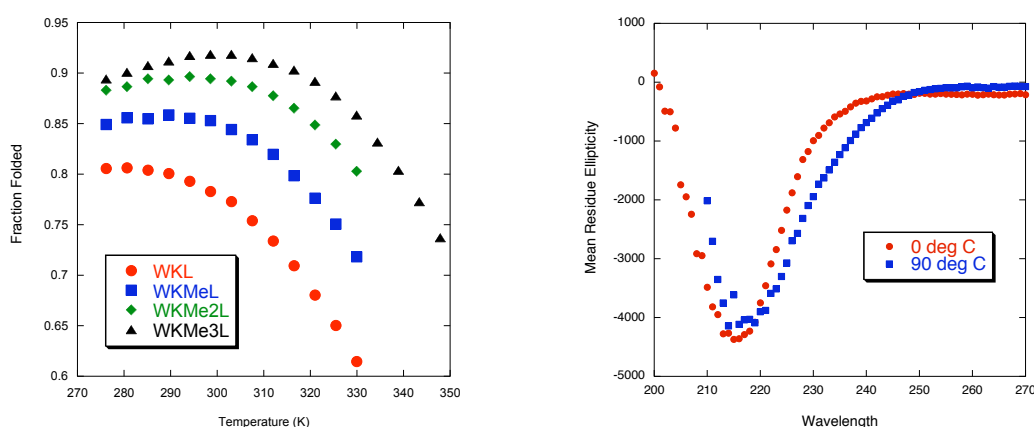 0.95
0.9
0.85
0.8
0.75
0.7
0.65
0.6
Fraction Folded
WKL
WKMeL
WKMe2L
WKMe3L
270 280 290 300 310 320 330 340 350
Temperature (K)
1000
0
-1000
-2000
-3000
-4000
-5000
Mean Residue Ellipticity
0 deg C
90 deg C
200 210 220 230 240 250 260 270
Wavelength